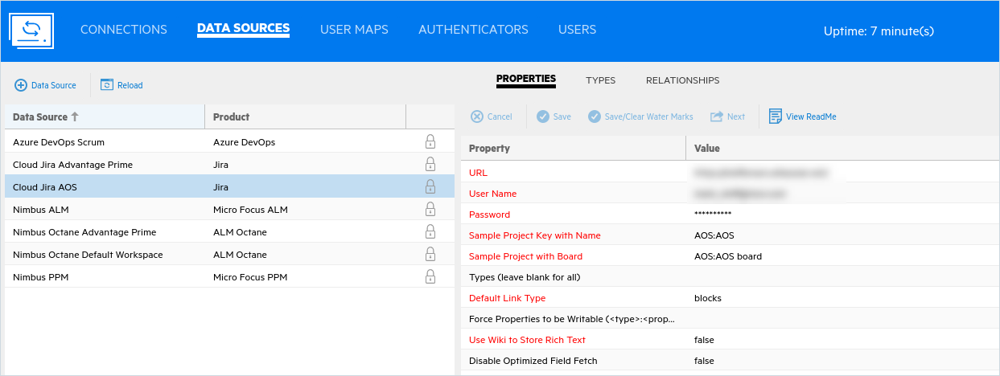 CONNECTIONS DATA SOURCES USER MAPS AUTHENTICATORS USERS Uptime: 7 minute(s)
Data Source Reload
PROPERTIES TYPES RELATIONSHIPS
Cancel Save Save/Clear Water Marks Next View ReadMe
Data Source Product
Azure DevOps Scrum Azure DevOps
Cloud Jira Advantage Prime Jira
Cloud Jira AOS Jira
Nimbus ALM Micro Focus ALM
Nimbus Octane Advantage Prime ALM Octane
Nimbus Octane Default Workspace ALM Octane
Nimbus PPM Micro Focus PPM
Property Value
URL
User Name
Password **********
Sample Project Key with Name AOS:AOS
Sample Project with Board AOS:AOS board
Types (leave blank for all)
Default Link Type blocks
Force Properties to be Writable (<type>:<prop...
Use Wiki to Store Rich Text false
Disable Optimized Field Fetch false